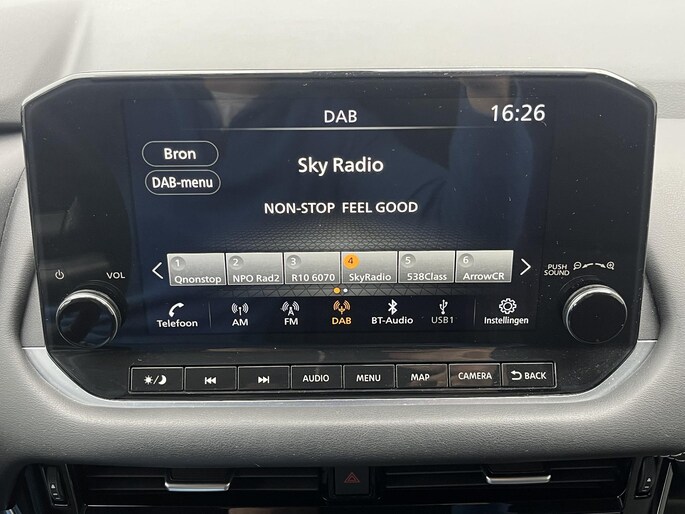 DAB
16:26
Bron
Sky Radio
DAB-menu
NON-STOP FEEL GOOD
1 2 3 4 5 6
Qnonstop NPO Rad2 R10 6070 SkyRadio 538Class ArrowCR
VOL
PUSH
SOUND
Telefoon AM FM DAB BT-Audio USB1 Instellingen
AUDIO MENU MAP CAMERA BACK